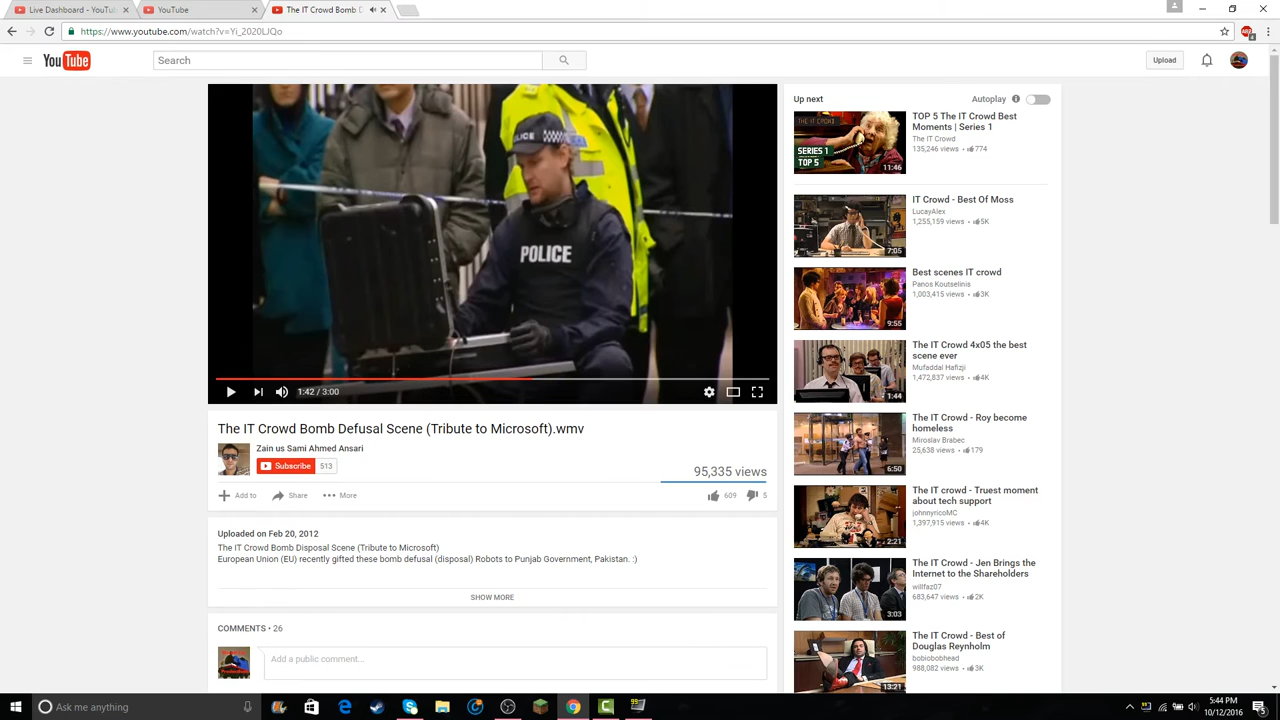 Live Dashboard - YouTub
YouTube
The IT Crowd Bomb D
https://www.youtube.com/watch?v=Yi_2020LJQo
YouTube
Search
Upload
POLICE
POLICE
1:42 / 3:00
The IT Crowd Bomb Defusal Scene (Tribute to Microsoft).wmv
Zain us Sami Ahmed Ansari
Subscribe 513
95,335 views
Add to Share More
609 5
Uploaded on Feb 20, 2012
The IT Crowd Bomb Disposal Scene (Tribute to Microsoft)
European Union (EU) recently gifted these bomb defusal (disposal) Robots to Punjab Government, Pakistan. :)
SHOW MORE
COMMENTS • 26
Add a public comment...
Up next
Autoplay
THE IT CROWD
SERIES 1
TOP 5
11:46
TOP 5 The IT Crowd Best
Moments | Series 1
The IT Crowd
135,246 views • 774
7:05
IT Crowd - Best Of Moss
LucayAlex
1,255,159 views • 5K
9:55
Best scenes IT crowd
Panos Koutselinis
1,003,415 views • 3K
1:44
The IT Crowd 4x05 the best
scene ever
Mufaddal Hafizji
1,472,837 views • 4K
6:50
The IT Crowd - Roy become
homeless
Miroslav Brabec
25,638 views • 179
2:21
The IT crowd - Truest moment
about tech support
johnnyricoMC
1,397,915 views • 4K
3:03
The IT Crowd - Jen Brings the
Internet to the Shareholders
willfaz07
683,647 views • 2K
13:21
The IT Crowd - Best of
Douglas Reynholm
bobiobobhead
988,082 views • 3K
Ask me anything
5:44 PM
10/12/2016